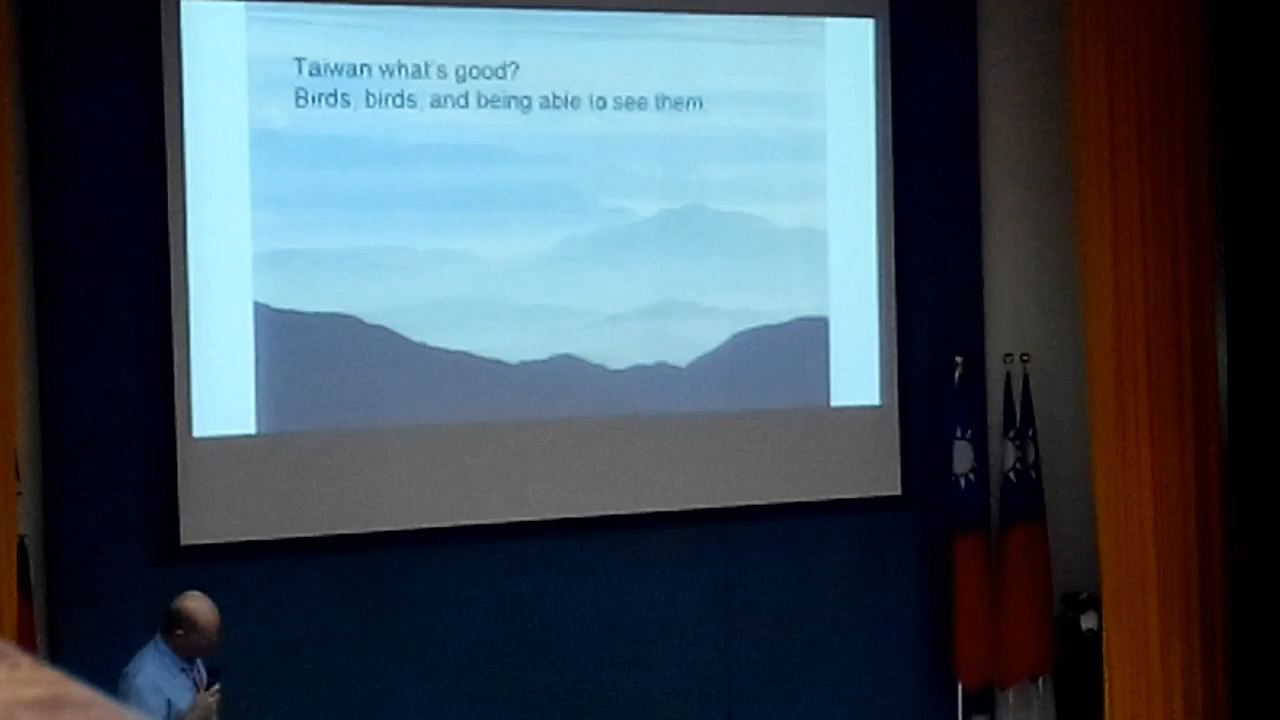 Taiwan what's good?
Birds, birds, and being able to see them